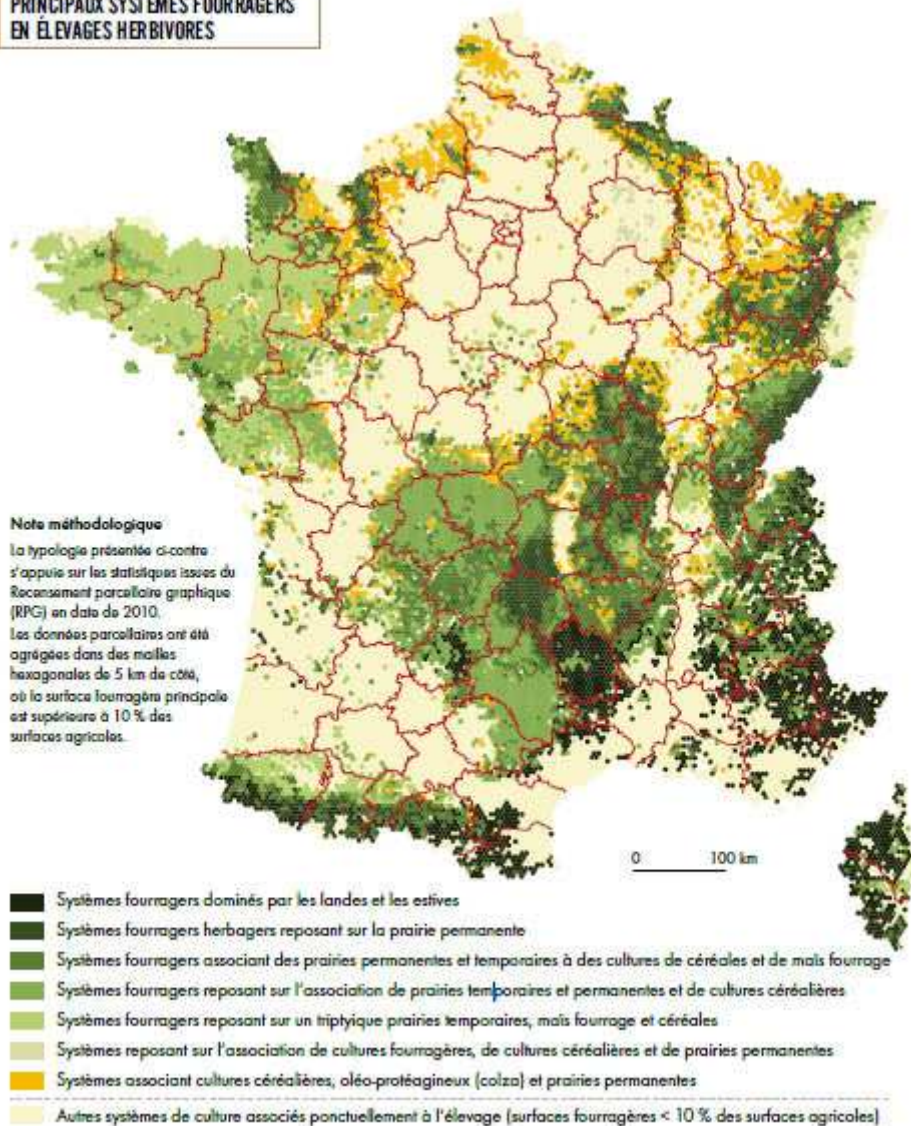 PRINCIPAUX SYSTÈMES FOURRAGERS
EN ÉLEVAGES HERBIVORES
Note méthodologique
La typologie présentée ci-contre
s'appuie sur les statistiques issues du
Recensement parcellaire graphique
(RPG) en date de 2010.
Les données parcellaires ont été
agrégées dans des mailles
hexagonales de 5 km de côté,
où la surface fourragère principale
est supérieure à 10 % des
surfaces agricoles.
0 100 km
Systèmes fourragers dominés par les landes et les estives
Systèmes fourragers herbagers reposant sur la prairie permanente
Systèmes fourragers associant des prairies permanentes et temporaires à des cultures de céréales et de maïs fourrage
Systèmes fourragers reposant sur l'association de prairies temporaires et permanentes et de cultures céréalières
Systèmes fourragers reposant sur un triptyique prairies temporaires, maïs fourrage et céréales
Systèmes reposant sur l'association de cultures fourragères, de cultures céréalières et de prairies permanentes
Systèmes associant cultures céréalières, oléo-protéagineux (colza) et prairies permanentes
Autres systèmes de culture associés ponctuellement à l'élevage (surfaces fourragères < 10 % des surfaces agricoles)